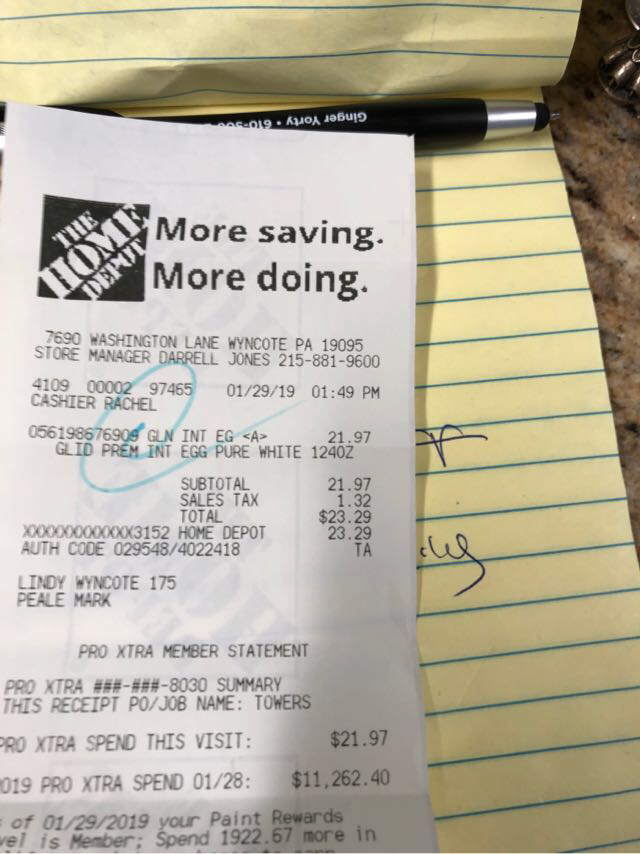 Ginger Yorty • 610-50
THE HOME DEPOT
More saving.
More doing.
7690 WASHINGTON LANE WYNCOTE PA 19095
STORE MANAGER DARRELL JONES 215-881-9600
4109 00002 97465 01/29/19 01:49 PM
CASHIER RACHEL
056198676909 GLN INT EG <A> 21.97
GLID PREM INT EGG PURE WHITE 124OZ
SUBTOTAL 21.97
SALES TAX 1.32
TOTAL $23.29
XXXXXXXXXXXX3152 HOME DEPOT 23.29
AUTH CODE 029548/4022418 TA
LINDY WYNCOTE 175
PEALE MARK
PRO XTRA MEMBER STATEMENT
PRO XTRA ###-###-8030 SUMMARY
THIS RECEIPT PO/JOB NAME: TOWERS
PRO XTRA SPEND THIS VISIT: $21.97
2019 PRO XTRA SPEND 01/28: $11,262.40
of 01/29/2019 your Paint Rewards
vel is Member; Spend 1922.67 more in